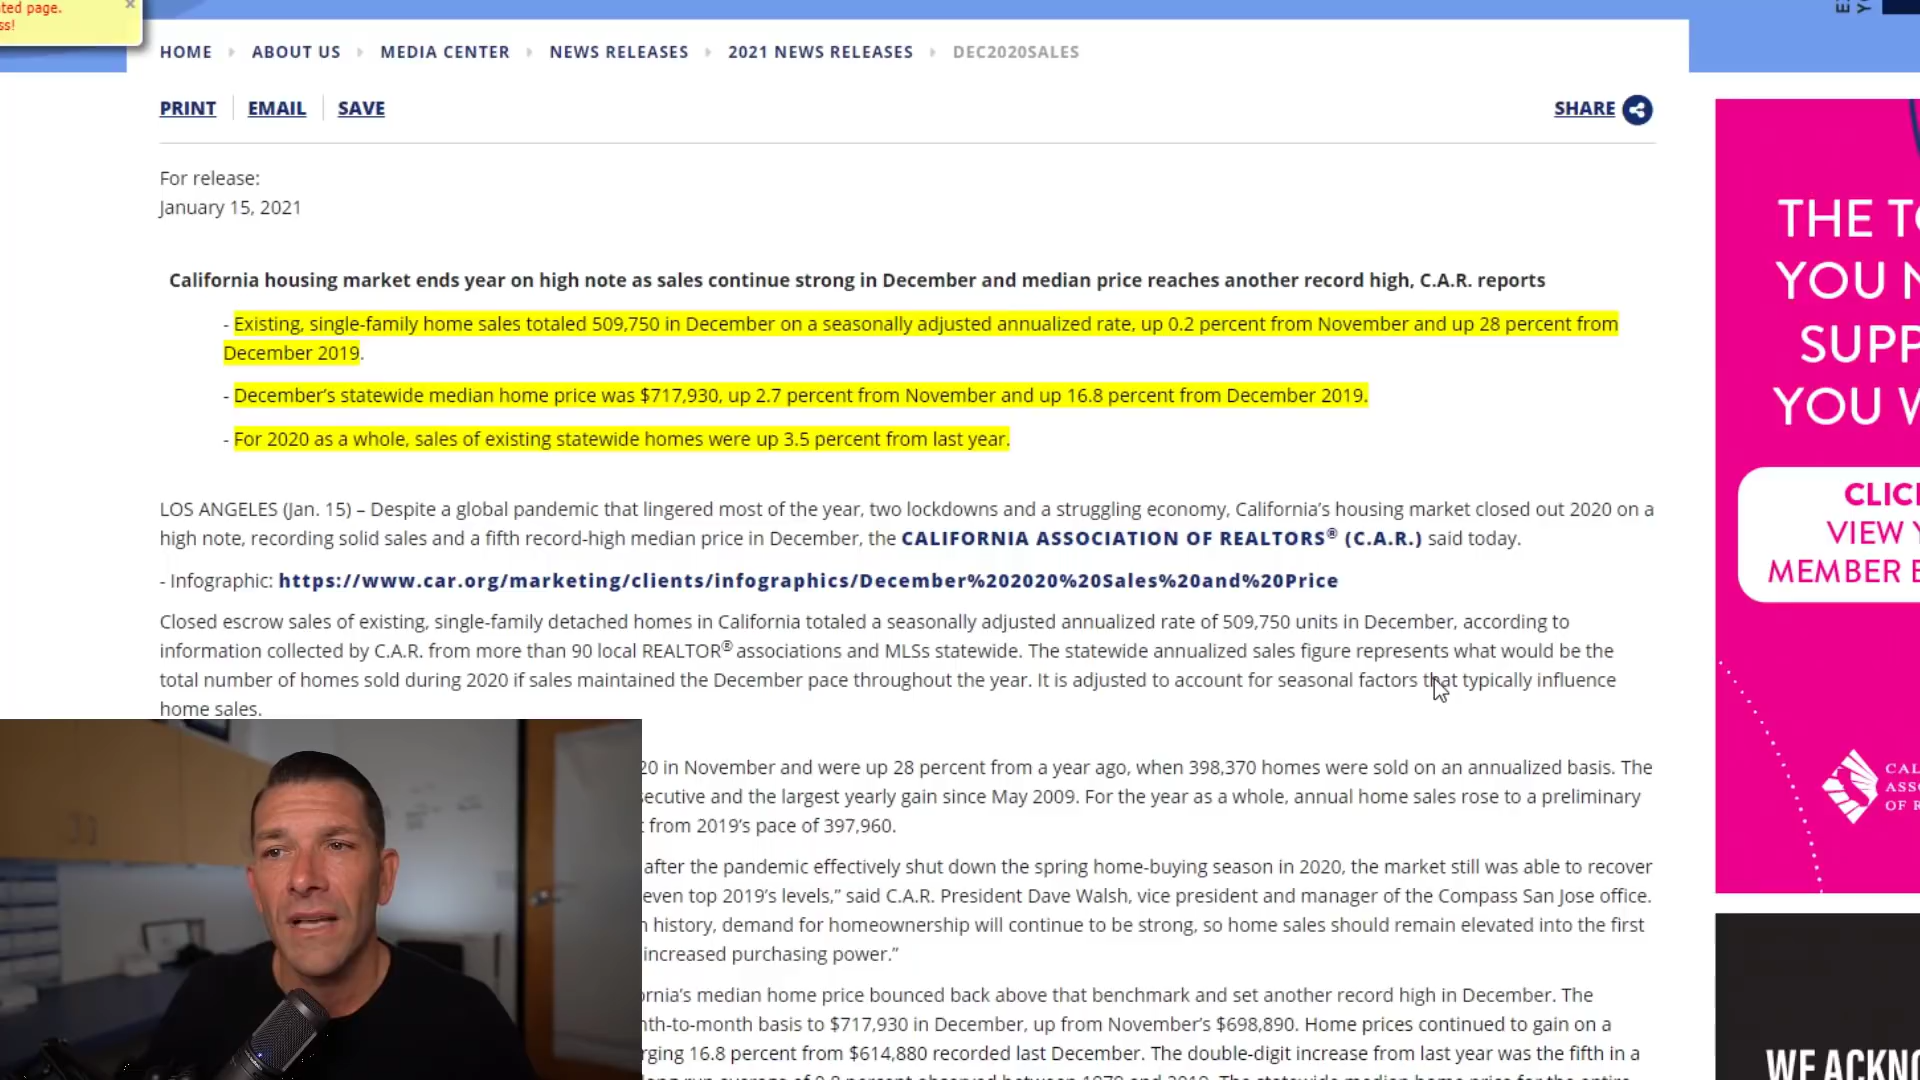 ted page.
ss!
HOME ABOUT US MEDIA CENTER NEWS RELEASES 2021 NEWS RELEASES DEC2020SALES
PRINT EMAIL SAVE SHARE
For release:
January 15, 2021
California housing market ends year on high note as sales continue strong in December and median price reaches another record high, C.A.R. reports
- Existing, single-family home sales totaled 509,750 in December on a seasonally adjusted annualized rate, up 0.2 percent from November and up 28 percent from
December 2019.
- December's statewide median home price was $717,930, up 2.7 percent from November and up 16.8 percent from December 2019.
- For 2020 as a whole, sales of existing statewide homes were up 3.5 percent from last year.
LOS ANGELES (Jan. 15) – Despite a global pandemic that lingered most of the year, two lockdowns and a struggling economy, California's housing market closed out 2020 on a
high note, recording solid sales and a fifth record-high median price in December, the CALIFORNIA ASSOCIATION OF REALTORS® (C.A.R.) said today.
- Infographic: https://www.car.org/marketing/clients/infographics/December%202020%20Sales%20and%20Price
Closed escrow sales of existing, single-family detached homes in California totaled a seasonally adjusted annualized rate of 509,750 units in December, according to
information collected by C.A.R. from more than 90 local REALTOR® associations and MLSs statewide. The statewide annualized sales figure represents what would be the
total number of homes sold during 2020 if sales maintained the December pace throughout the year. It is adjusted to account for seasonal factors that typically influence
home sales.
20 in November and were up 28 percent from a year ago, when 398,370 homes were sold on an annualized basis. The
ecutive and the largest yearly gain since May 2009. For the year as a whole, annual home sales rose to a preliminary
from 2019's pace of 397,960.
after the pandemic effectively shut down the spring home-buying season in 2020, the market still was able to recover
even top 2019's levels," said C.A.R. President Dave Walsh, vice president and manager of the Compass San Jose office.
history, demand for homeownership will continue to be strong, so home sales should remain elevated into the first
increased purchasing power."
rnia's median home price bounced back above that benchmark and set another record high in December. The
th-to-month basis to $717,930 in December, up from November's $698,890. Home prices continued to gain on a
rging 16.8 percent from $614,880 recorded last December. The double-digit increase from last year was the fifth in a
THE TO
YOU N
SUPP
YOU W
CLICK
VIEW Y
MEMBER B
CAL
ASSO
OF R
WE ACKNO